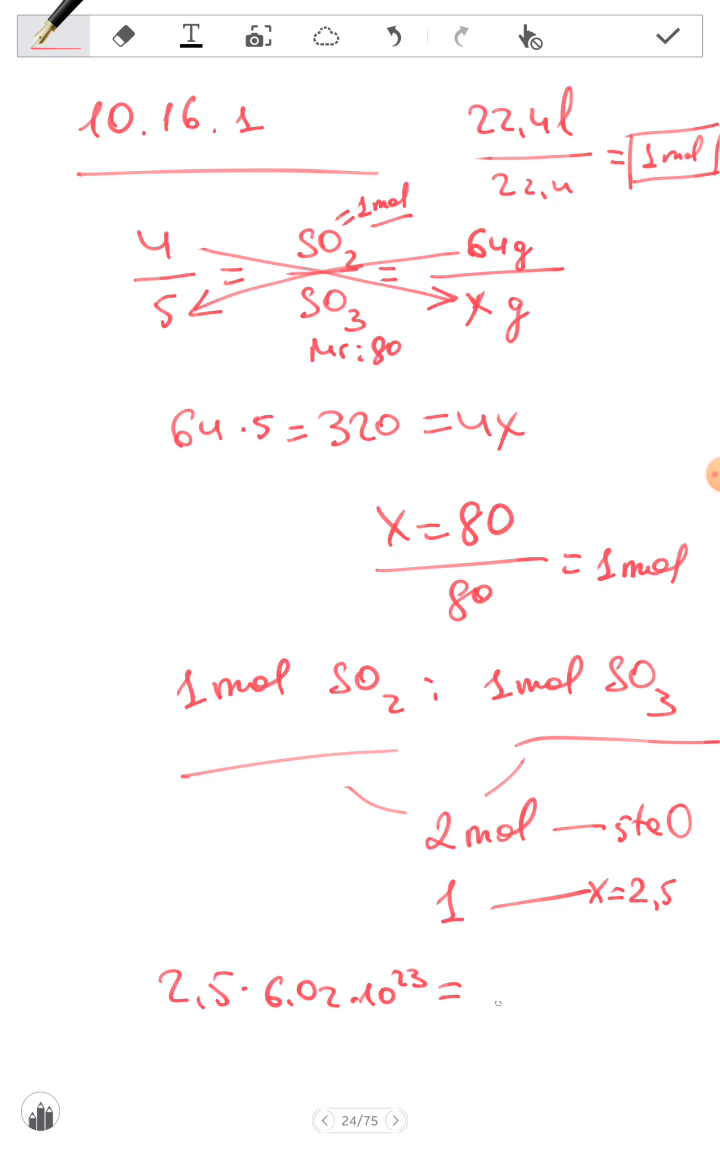 T
10.16.1
22,4l / 22,4 = 1mol
=1mol
4 / 5 = SO2 / SO3 = 64g / x g
Mr:80
64·5=320=4x
x=80 / 80 = 1mol
1mol SO2 : 1mol SO3
2mol — 5te O
1 — x=2,5
2,5·6.02·10²³=
24/75